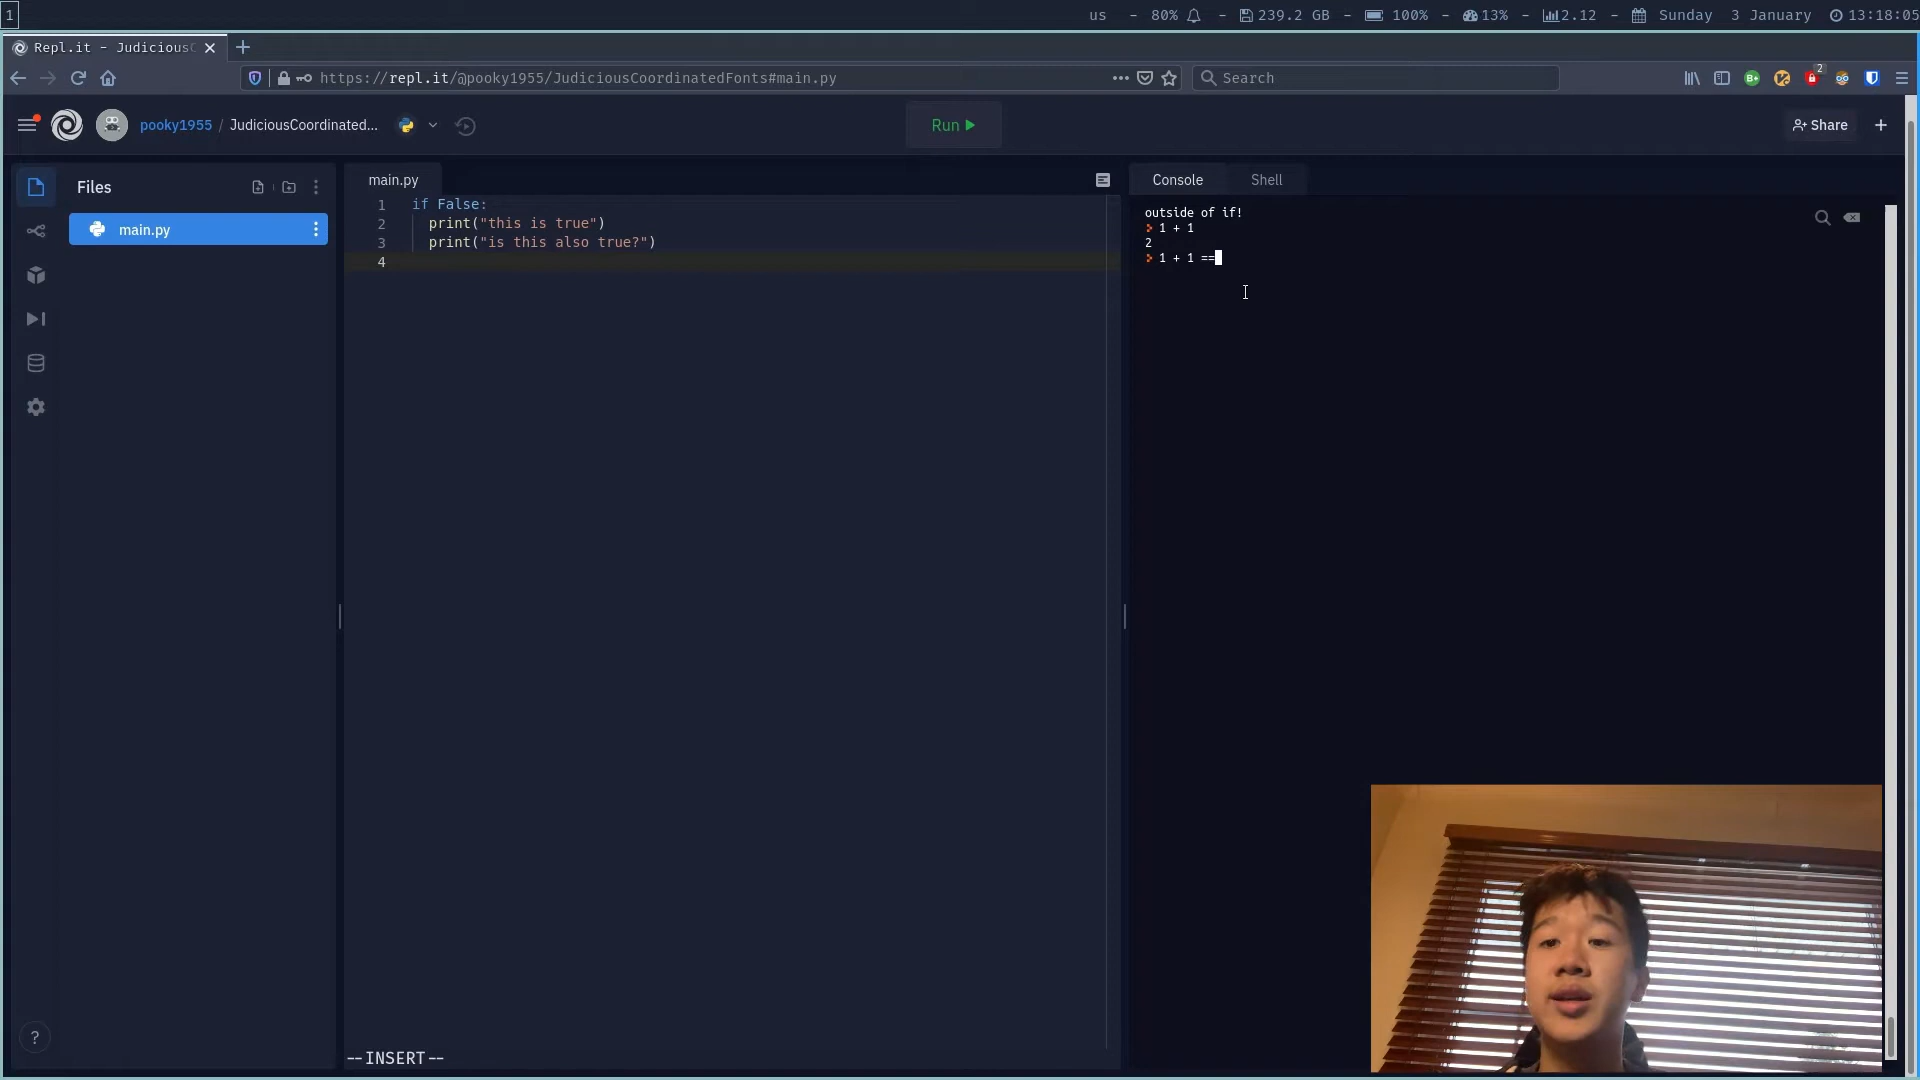 1
us - 80% - 239.2 GB - 100% - 13% - 2.12 - Sunday 3 January 13:18:05
Repl.it - Judicious
https://repl.it/@pooky1955/JudiciousCoordinatedFonts#main.py
Search
2
pooky1955 / JudiciousCoordinated...
Run
Share
Files
main.py
main.py
1 if False:
2 print("this is true")
3 print("is this also true?")
4
--INSERT--
Console
Shell
outside of if!
1 + 1
2
1 + 1 ==
?